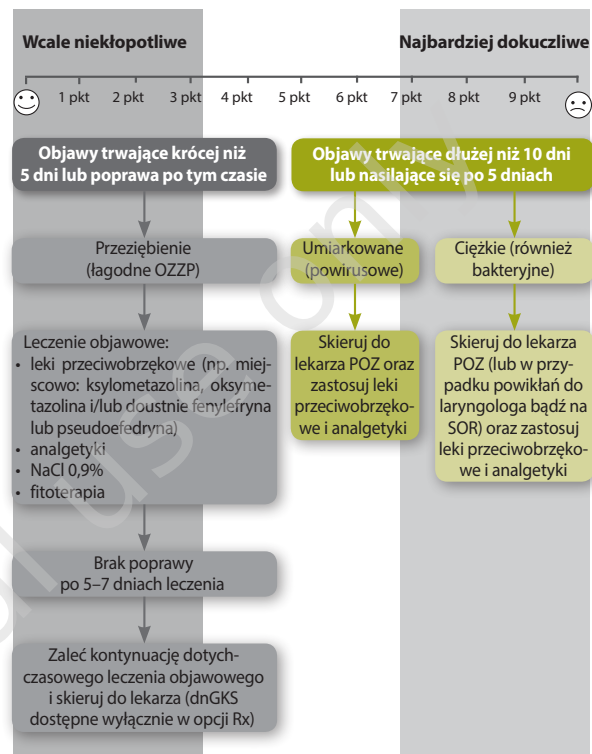 Wcale niekłopotliwe
Najbardziej dokuczliwe
1 pkt 2 pkt 3 pkt 4 pkt 5 pkt 6 pkt 7 pkt 8 pkt 9 pkt
Objawy trwające krócej niż
5 dni lub poprawa po tym czasie
Objawy trwające dłużej niż 10 dni
lub nasilające się po 5 dniach
Przeziębienie
(łagodne OZZP)
Umiarkowane
(powirusowe)
Ciężkie (również
bakteryjne)
Leczenie objawowe:
• leki przeciwobrzękowe (np. miej-
scowo: ksylometazolina, oksyme-
tazolina i/lub doustnie fenylefryna
lub pseudoefedryna)
• analgetyki
• NaCl 0,9%
• fitoterapia
Skieruj do
lekarza POZ oraz
zastosuj leki
przeciwobrzęko-
we i analgetyki
Skieruj do lekarza
POZ (lub w przy-
padku powikłań do
laryngologa bądź na
SOR) oraz zastosuj
leki przeciwobrzęko-
we i analgetyki
Brak poprawy
po 5–7 dniach leczenia
Zaleć kontynuację dotych-
czasowego leczenia objawowego
i skieruj do lekarza (dnGKS
dostępne wyłącznie w opcji Rx)
al use only